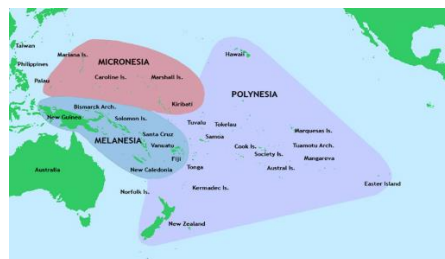 Hawaii
Taiwan
Mariana Is.
MICRONESIA
Philippines
Caroline Is.
Marshall Is.
Palau
POLYNESIA
Kiribati
Bismarck Arch.
New Guinea
Solomon Is.
Tuvalu
Tokelau
Marquesas Is.
Santa Cruz
Samoa
MELANESIA
Vanuatu
Cook Is.
Tuamotu Arch.
Society Is.
Fiji
Mangareva
Tonga
Australia
New Caledonia
Austral Is.
Easter Island
Norfolk Is.
Kermadec Is.
New Zealand